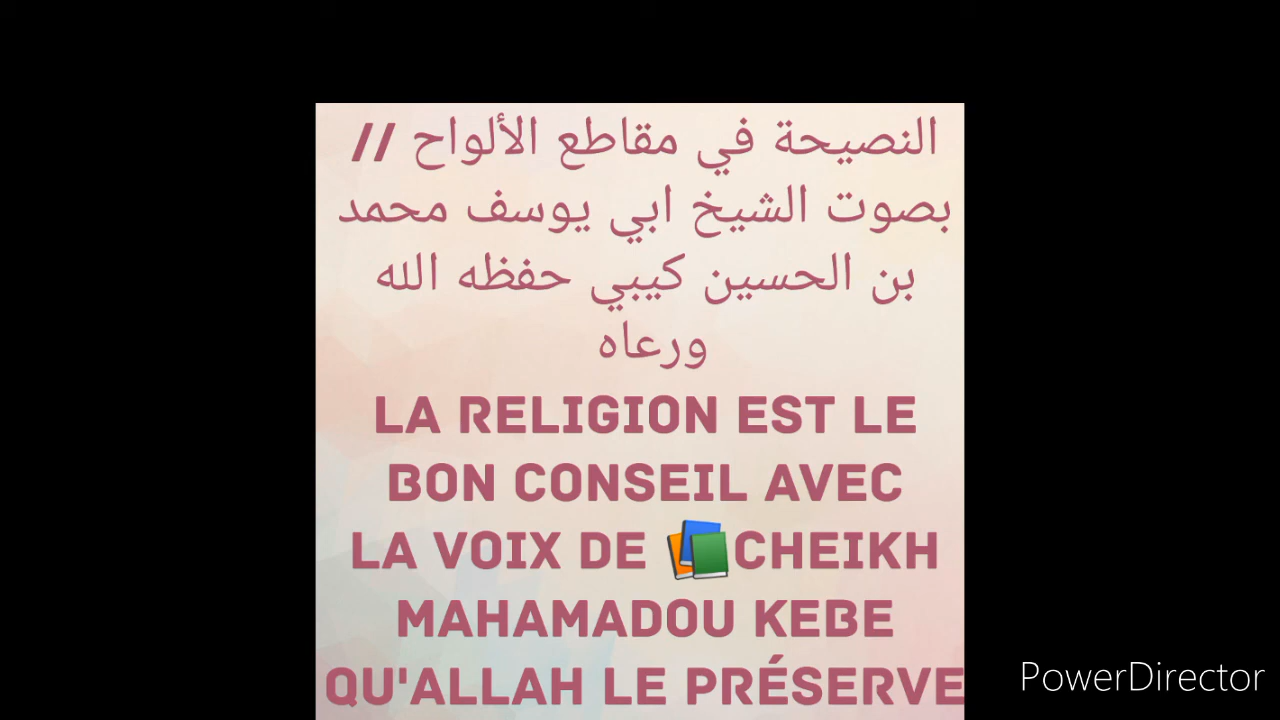 النصيحة في مقاطع الألواح //
بصوت الشيخ ابي يوسف محمد
بن الحسين كيبي حفظه الله
ورعاه
LA RELIGION EST LE
BON CONSEIL AVEC
LA VOIX DE 📚CHEIKH
MAHAMADOU KEBE
QU'ALLAH LE PRÉSERVE
PowerDirector